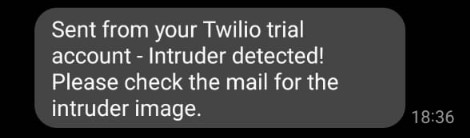 Sent from your Twilio trial
account - Intruder detected!
Please check the mail for the
intruder image.
18:36